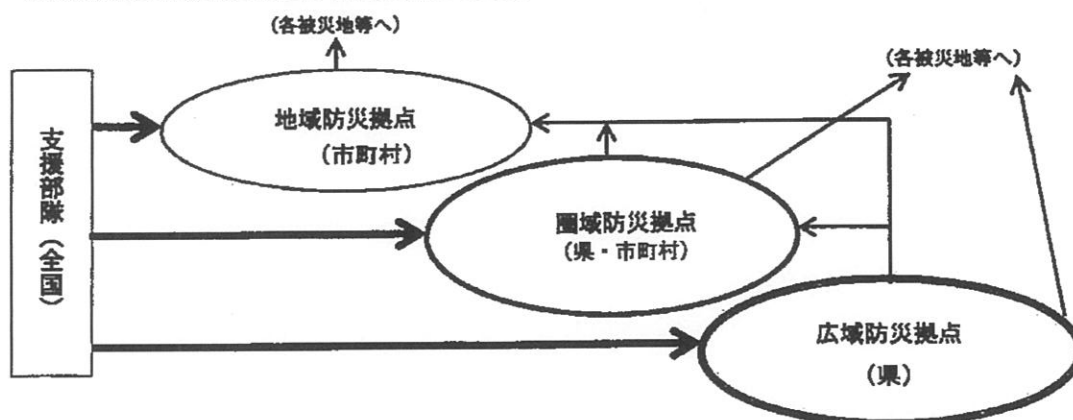 (各被災地等へ)
(各被災地等へ)
支援部隊(全国)
地域防災拠点
(市町村)
圏域防災拠点
(県・市町村)
広域防災拠点
(県)